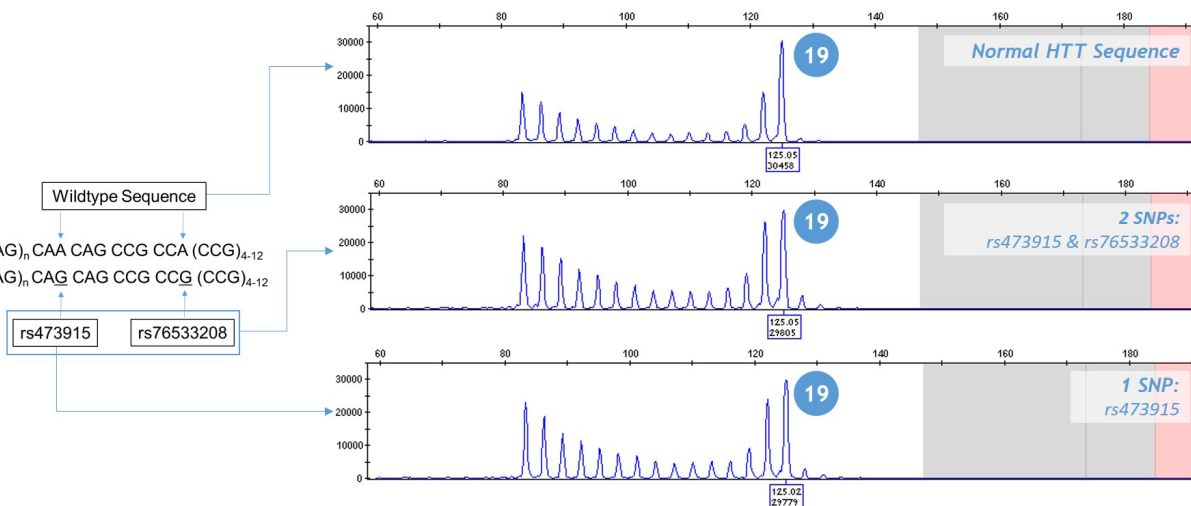 60 80 100 120 140 160 180
30000
20000
10000
0
19
Normal HTT Sequence
125.05
30458
Wildtype Sequence
AG)n CAA CAG CCG CCA (CCG)4-12
AG)n CAG CAG CCG CCG (CCG)4-12
rs473915
rs76533208
60 80 100 120 140 160 180
30000
20000
10000
0
19
2 SNPs:
rs473915 & rs76533208
125.05
29805
60 80 100 120 140 160 180
30000
20000
10000
0
19
1 SNP:
rs473915
125.02
29779